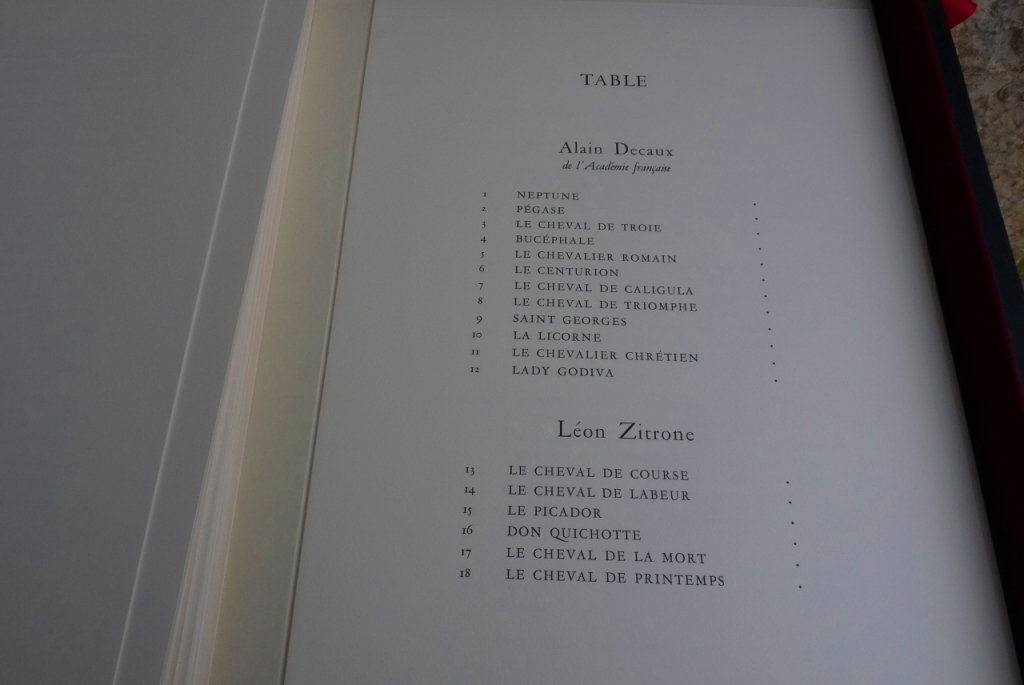 TABLE
Alain Decaux
de l'Académie française
1 NEPTUNE .
2 PÉGASE .
3 LE CHEVAL DE TROIE .
4 BUCÉPHALE .
5 LE CHEVALIER ROMAIN .
6 LE CENTURION .
7 LE CHEVAL DE CALIGULA .
8 LE CHEVAL DE TRIOMPHE .
9 SAINT GEORGES .
10 LA LICORNE .
11 LE CHEVALIER CHRÉTIEN .
12 LADY GODIVA .
Léon Zitrone
13 LE CHEVAL DE COURSE .
14 LE CHEVAL DE LABEUR .
15 LE PICADOR .
16 DON QUICHOTTE .
17 LE CHEVAL DE LA MORT .
18 LE CHEVAL DE PRINTEMPS .